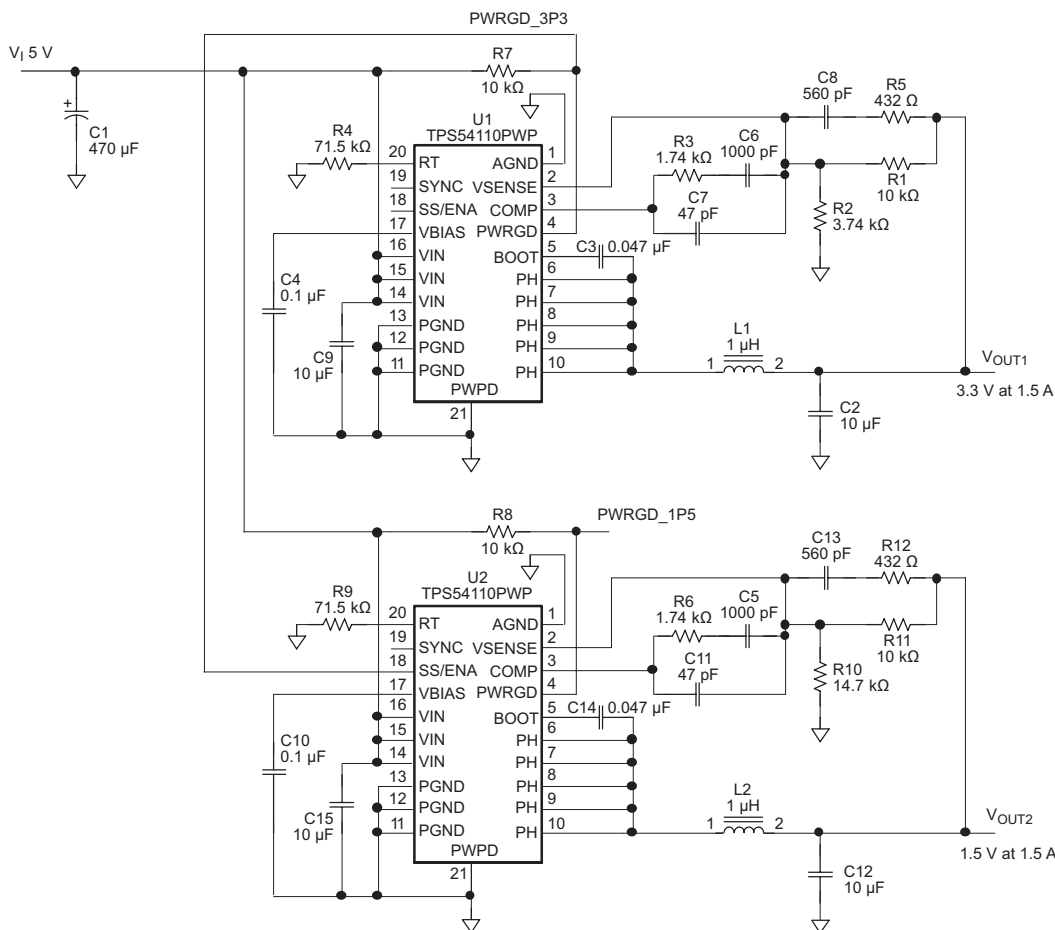 PWRGD_3P3
V_I 5 V
R7
10 kΩ
+
C1
470 µF
R4
71.5 kΩ
U1
TPS54110PWP
20 RT
19 SYNC
18 SS/ENA
17 VBIAS
16 VIN
15 VIN
14 VIN
13 PGND
12 PGND
11 PGND
AGND 1
VSENSE 2
COMP 3
PWRGD 4
BOOT 5
PH 6
PH 7
PH 8
PH 9
PH 10
PWPD
21
C4
0.1 µF
C9
10 µF
C3 0.047 µF
R3
1.74 kΩ
C6
1000 pF
C7
47 pF
C8
560 pF
R5
432 Ω
R1
10 kΩ
R2
3.74 kΩ
L1
1 µH
1 2
C2
10 µF
V_OUT1
3.3 V at 1.5 A
R8
10 kΩ
PWRGD_1P5
R9
71.5 kΩ
U2
TPS54110PWP
20 RT
19 SYNC
18 SS/ENA
17 VBIAS
16 VIN
15 VIN
14 VIN
13 PGND
12 PGND
11 PGND
AGND 1
VSENSE 2
COMP 3
PWRGD 4
BOOT 5
PH 6
PH 7
PH 8
PH 9
PH 10
PWPD
21
C10
0.1 µF
C15
10 µF
C14 0.047 µF
R6
1.74 kΩ
C5
1000 pF
C11
47 pF
C13
560 pF
R12
432 Ω
R11
10 kΩ
R10
14.7 kΩ
L2
1 µH
1 2
C12
10 µF
V_OUT2
1.5 V at 1.5 A